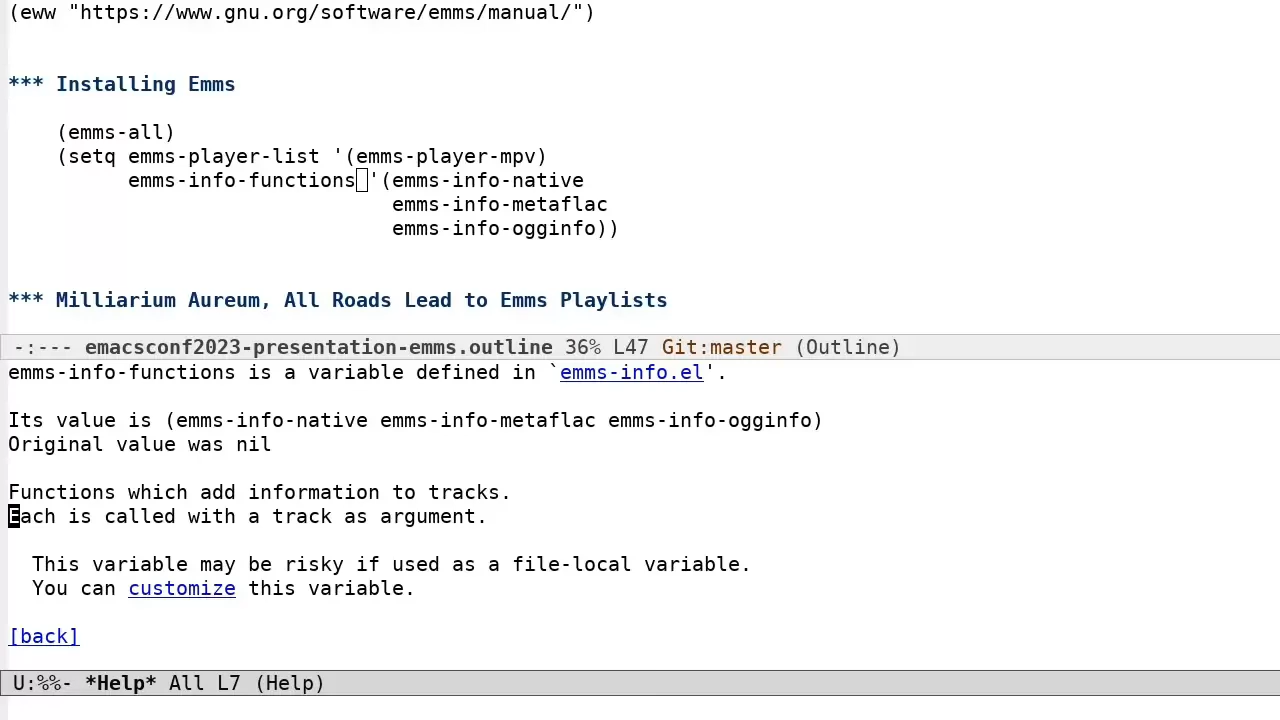 (eww "https://www.gnu.org/software/emms/manual/")
*** Installing Emms
(emms-all)
(setq emms-player-list '(emms-player-mpv)
emms-info-functions '(emms-info-native
emms-info-metaflac
emms-info-ogginfo))
*** Milliarium Aureum, All Roads Lead to Emms Playlists
-:--- emacsconf2023-presentation-emms.outline 36% L47 Git:master (Outline)
emms-info-functions is a variable defined in `emms-info.el'.
Its value is (emms-info-native emms-info-metaflac emms-info-ogginfo)
Original value was nil
Functions which add information to tracks.
Each is called with a track as argument.
This variable may be risky if used as a file-local variable.
You can customize this variable.
[back]
U:%%- *Help* All L7 (Help)